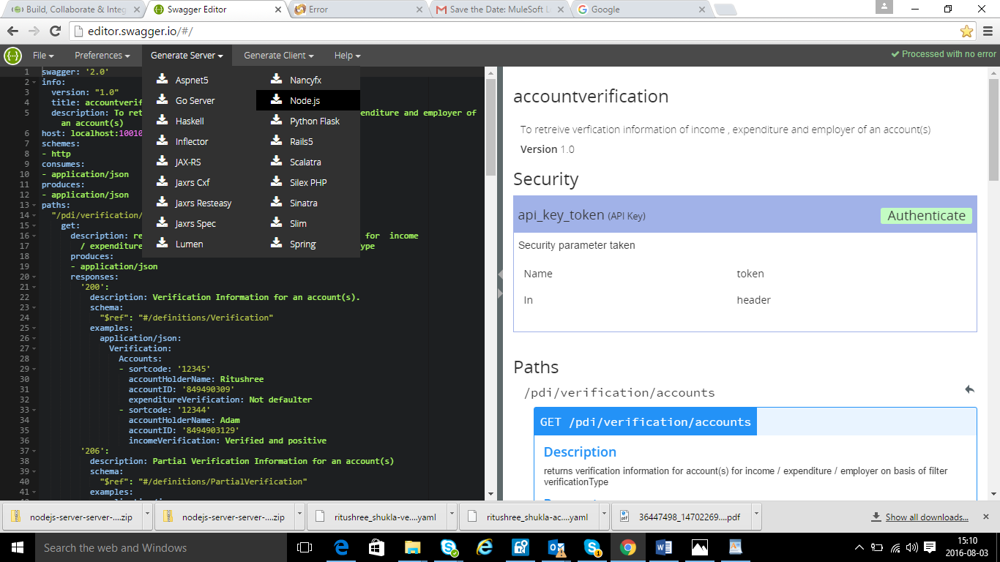 Build, Collaborate & Integ
Swagger Editor
Error
Save the Date: MuleSoft L
Google
editor.swagger.io/#/
File
Preferences
Generate Server
Generate Client
Help
Processed with no error
Aspnet5
Nancyfx
Go Server
Node.js
Haskell
Python Flask
Inflector
Rails5
JAX-RS
Scalatra
Jaxrs Cxf
Silex PHP
Jaxrs Resteasy
Sinatra
Jaxrs Spec
Slim
Lumen
Spring
1 swagger: '2.0'
2 info:
3 version: "1.0"
4 title: accountverif
5 description: To ret enditure and employer of
an account(s)
6 host: localhost:10010
7 schemes:
8 - http
9 consumes:
10 - application/json
11 produces:
12 - application/json
13 paths:
14 "/pdi/verification/
15 get:
16 description: re for income
17 / expenditure ype
18 produces:
19 - application/json
20 responses:
21 '200':
22 description: Verification Information for an account(s).
23 schema:
24 "$ref": "#/definitions/Verification"
25 examples:
26 application/json:
27 Verification:
28 Accounts:
29 - sortcode: '12345'
30 accountHolderName: Ritushree
31 accountID: '849490309'
32 expenditureVerification: Not defaulter
33 - sortcode: '12344'
34 accountHolderName: Adam
35 accountID: '8494903129'
36 incomeVerification: Verified and positive
37 '206':
38 description: Partial Verification Information for an account(s)
39 schema:
40 "$ref": "#/definitions/PartialVerification"
41 examples:
accountverification
To retreive verfication information of income , expenditure and employer of an account(s)
Version 1.0
Security
api_key_token (API Key)
Authenticate
Security parameter taken
Name token
In header
Paths
/pdi/verification/accounts
GET /pdi/verification/accounts
Description
returns verification information for account(s) for income / expenditure / employer on basis of filter
verificationType
nodejs-server-server-....zip
nodejs-server-server-....zip
ritushree_shukla-ve....yaml
ritushree_shukla-ac....yaml
36447498_14702269....pdf
Show all downloads...
Search the web and Windows
15:10
2016-08-03